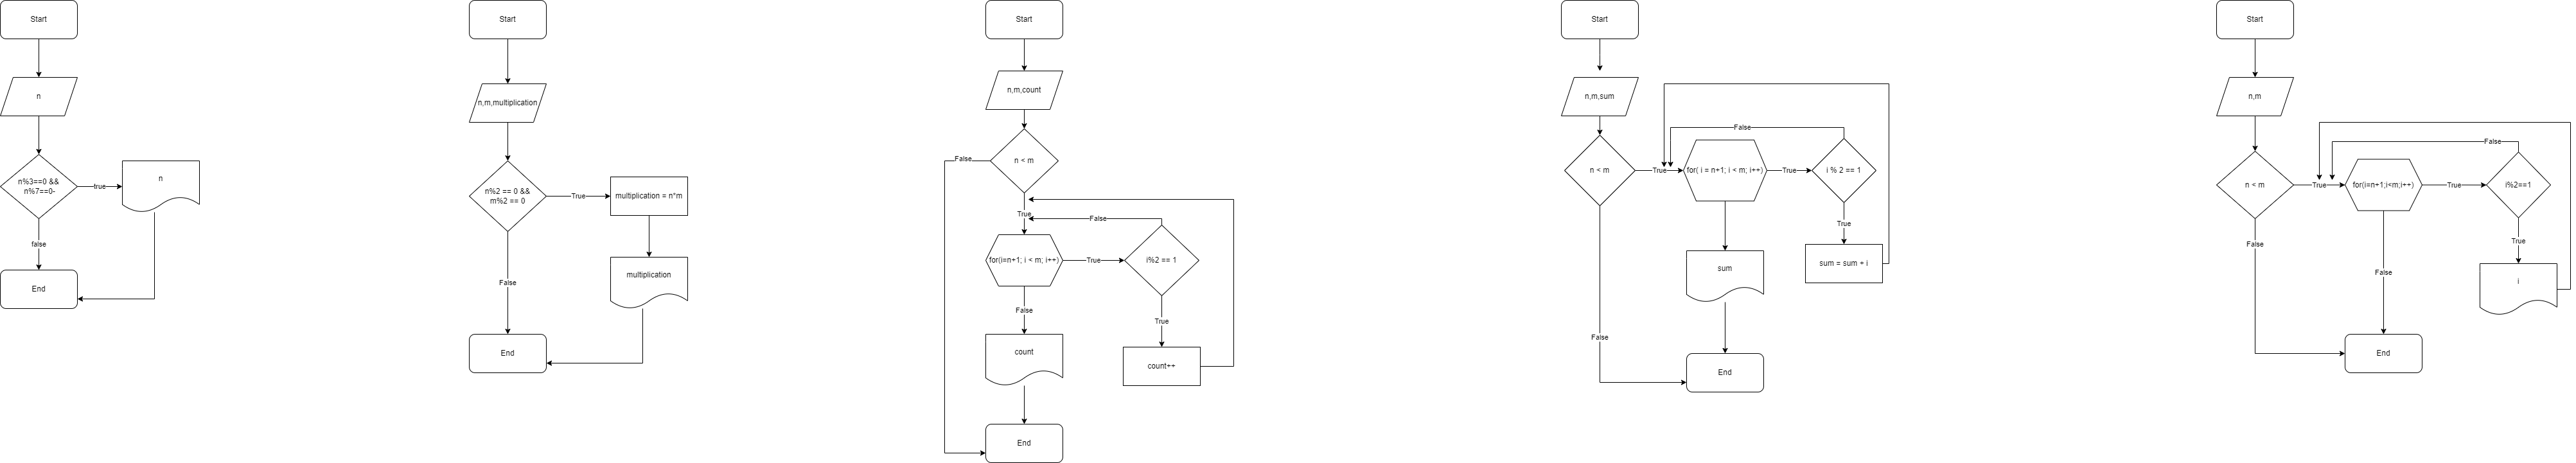 Start
n
n%3==0 &&
n%7==0-
true
n
false
End
Start
n,m,multiplication
n%2 == 0 &&
m%2 == 0
True
multiplication = n*m
multiplication
False
End
Start
n,m,count
n < m
False
True
False
for(i=n+1; i < m; i++)
True
i%2 == 1
False
True
count
count++
End
Start
n,m,sum
False
n < m
True
for( i = n+1; i < m; i++)
True
i % 2 == 1
True
sum = sum + i
sum
False
End
Start
n,m
False
n < m
True
for(i=n+1;i<m;i++)
True
i%2==1
False
True
False
i
End